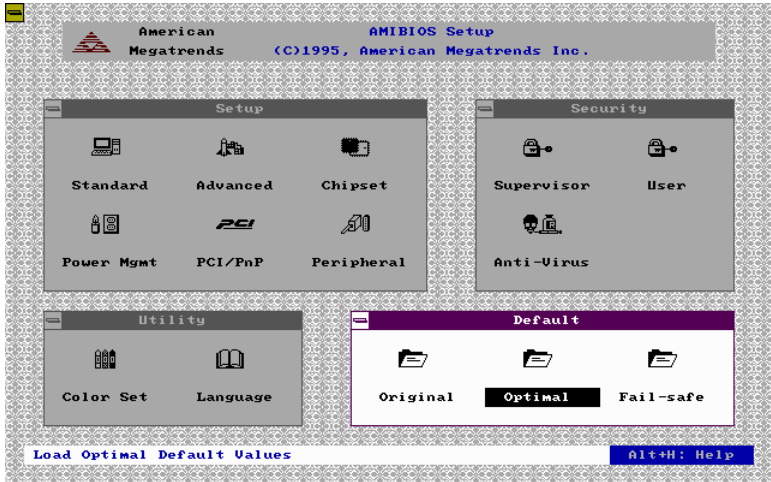 American
Megatrends
AMIBIOS Setup
(C)1995, American Megatrends Inc.
Setup
Standard Advanced Chipset
PCI
Power Mgmt PCI/PnP Peripheral
Security
Supervisor User
Anti-Virus
Utility
Color Set Language
Default
Original Optimal Fail-safe
Load Optimal Default Values
Alt+H: Help